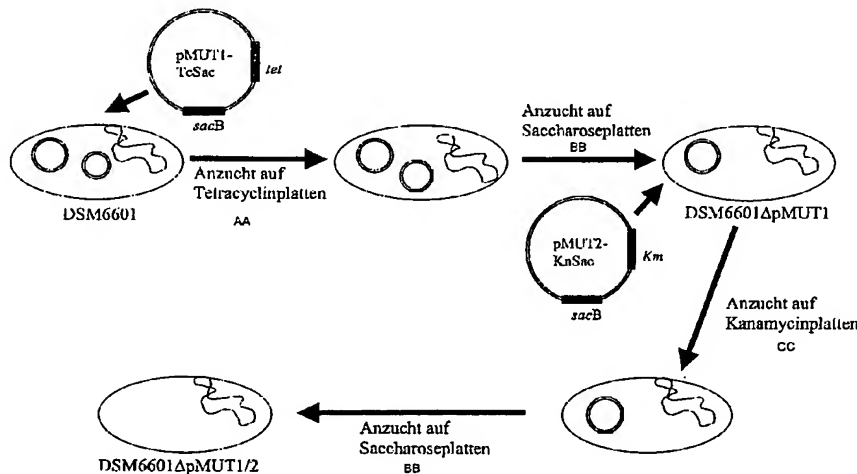 pMUT1-
TcSac
tet
sacB
DSM6601
Anzucht auf
Tetracyclinplatten
AA
Anzucht auf
Saccharoseplatten
BB
DSM6601ΔpMUT1
pMUT2-
KnSac
Km
sacB
Anzucht auf
Kanamycinplatten
CC
Anzucht auf
Saccharoseplatten
BB
DSM6601ΔpMUT1/2